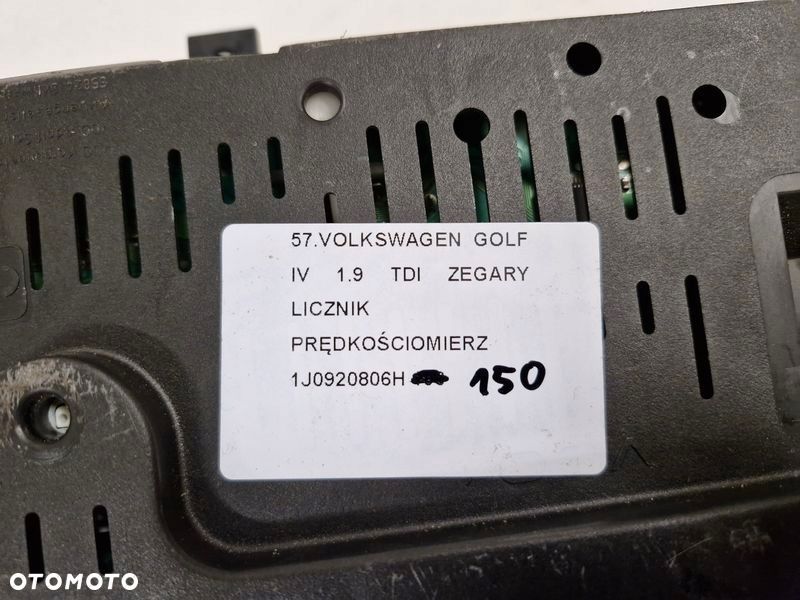 57.VOLKSWAGEN GOLF
IV 1.9 TDI ZEGARY
LICZNIK
PRĘDKOŚCIOMIERZ
1J0920806H 150
OTOMOTO